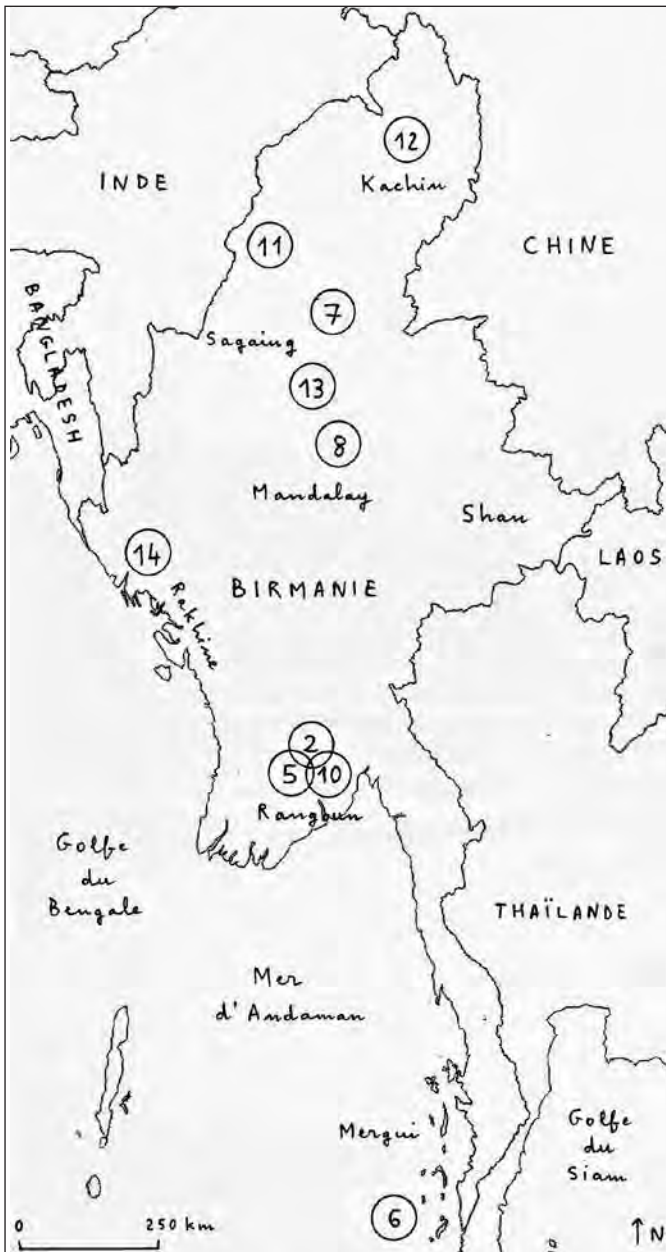 12
Kachin
INDE
11
CHINE
BANGLADESH
7
Sagaing
13
8
Mandalay
Shan
14
LAOS
BIRMANIE
Rakhine
2
5
10
Rangoun
Golfe
du
Bengale
THAÏLANDE
Mer
d'Andaman
Mergui
Golfe
du
Siam
6
0
250 km
N